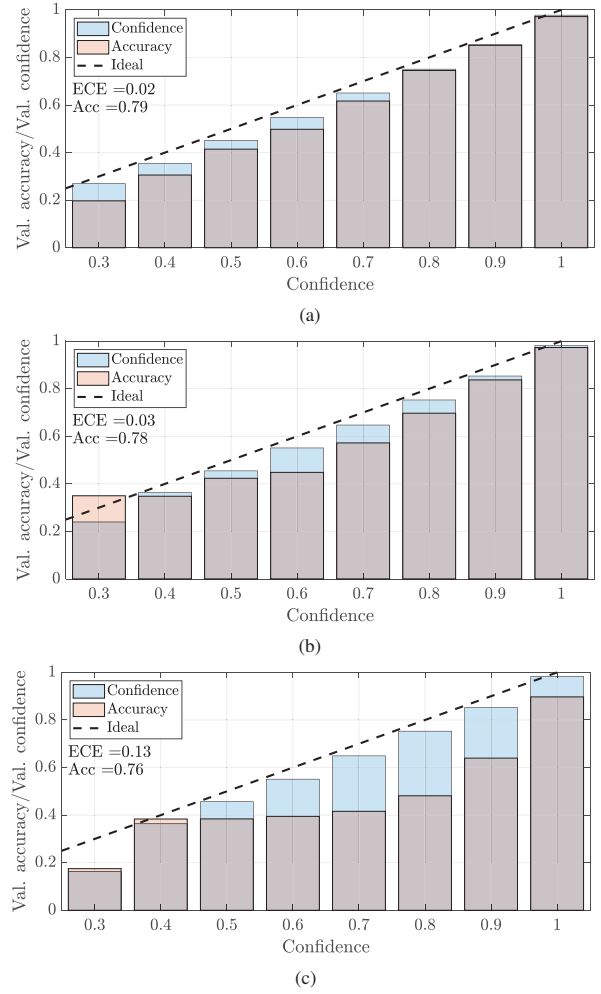 Val. accuracy/Val. confidence
1
0.8
0.6
0.4
0.2
0
Confidence
Accuracy
Ideal
ECE =0.02
Acc =0.79
0.3 0.4 0.5 0.6 0.7 0.8 0.9 1
Confidence
(a)
Val. accuracy/Val. confidence
1
0.8
0.6
0.4
0.2
0
Confidence
Accuracy
Ideal
ECE =0.03
Acc =0.78
0.3 0.4 0.5 0.6 0.7 0.8 0.9 1
Confidence
(b)
Val. accuracy/Val. confidence
1
0.8
0.6
0.4
0.2
0
Confidence
Accuracy
Ideal
ECE =0.13
Acc =0.76
0.3 0.4 0.5 0.6 0.7 0.8 0.9 1
Confidence
(c)